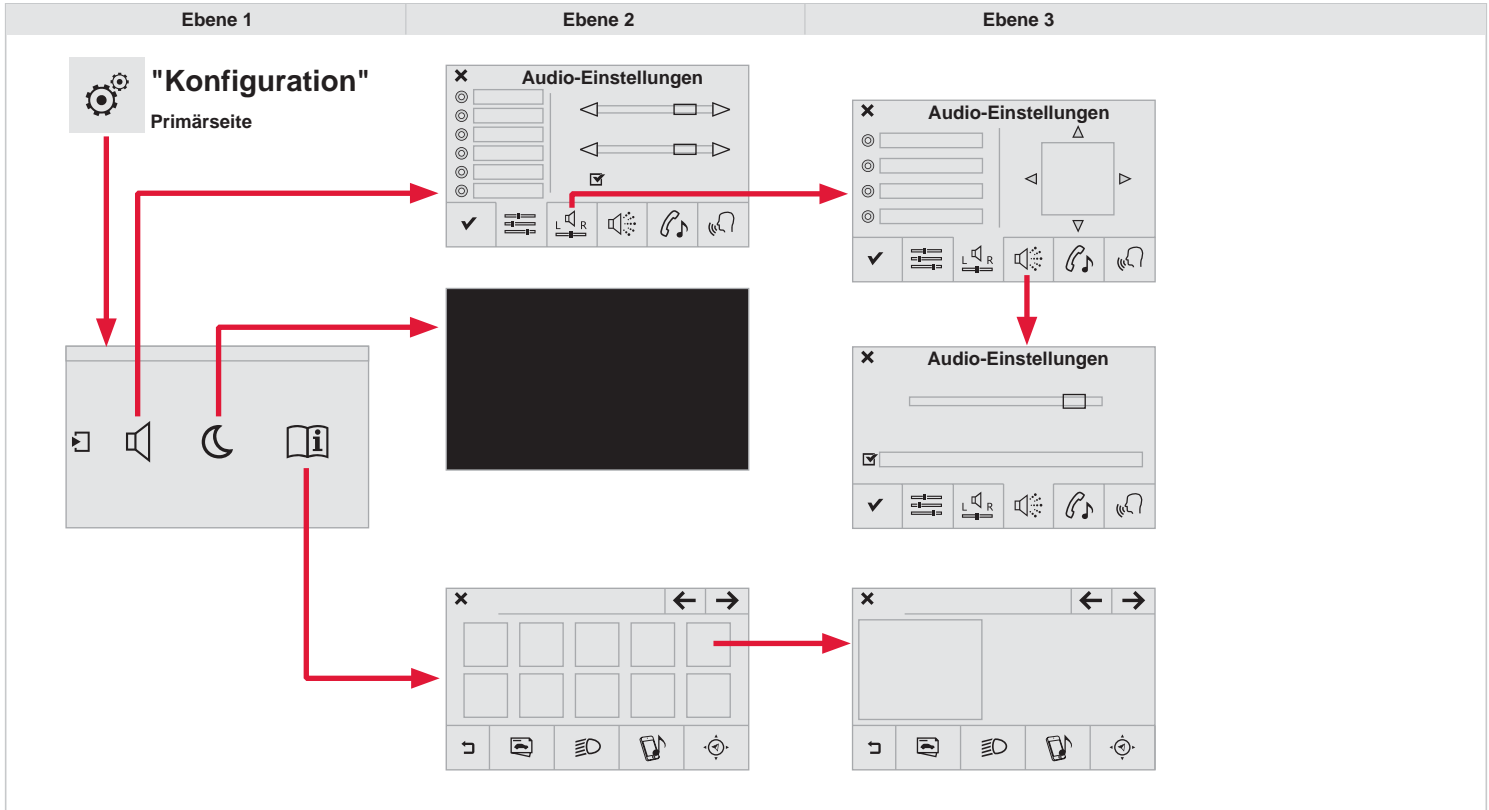 Ebene 1
Ebene 2
Ebene 3
"Konfiguration"
Primärseite
Audio-Einstellungen
L R
Audio-Einstellungen
L R
Audio-Einstellungen
L R
i